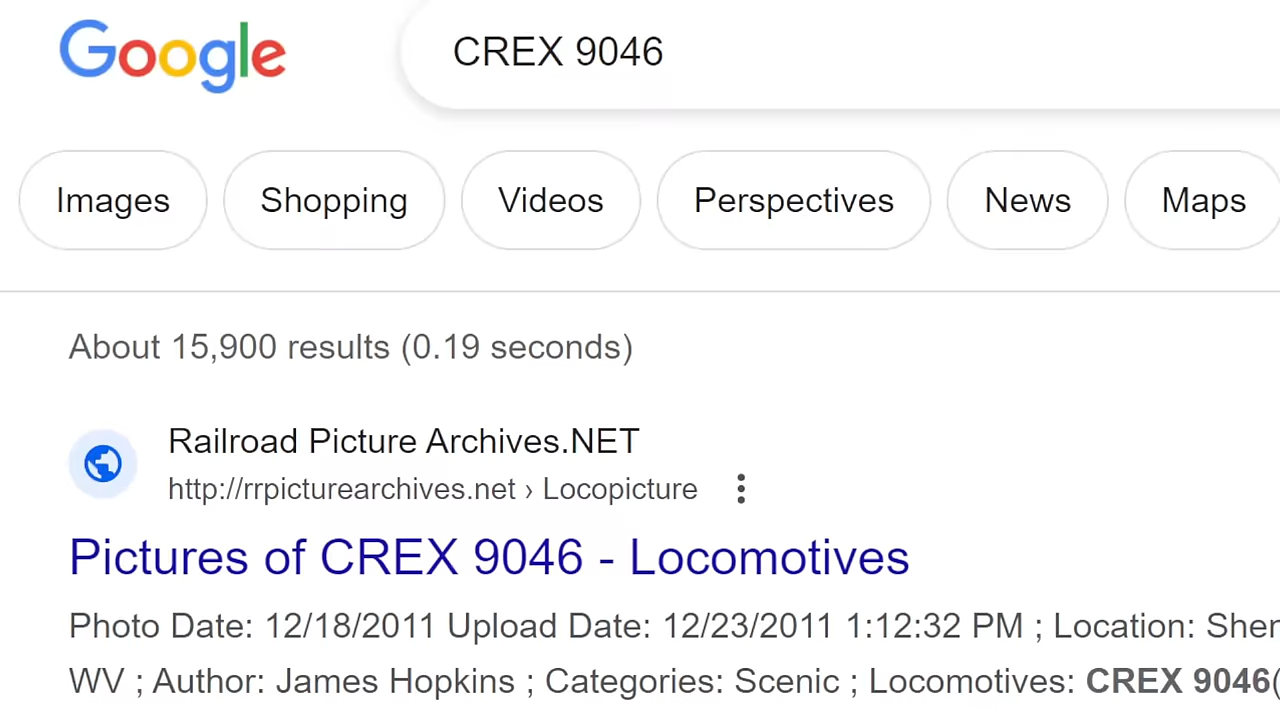 Google
CREX 9046
Images Shopping Videos Perspectives News Maps
About 15,900 results (0.19 seconds)
Railroad Picture Archives.NET
http://rrpicturearchives.net › Locopicture
Pictures of CREX 9046 - Locomotives
Photo Date: 12/18/2011 Upload Date: 12/23/2011 1:12:32 PM ; Location: Shen
WV ; Author: James Hopkins ; Categories: Scenic ; Locomotives: CREX 9046(